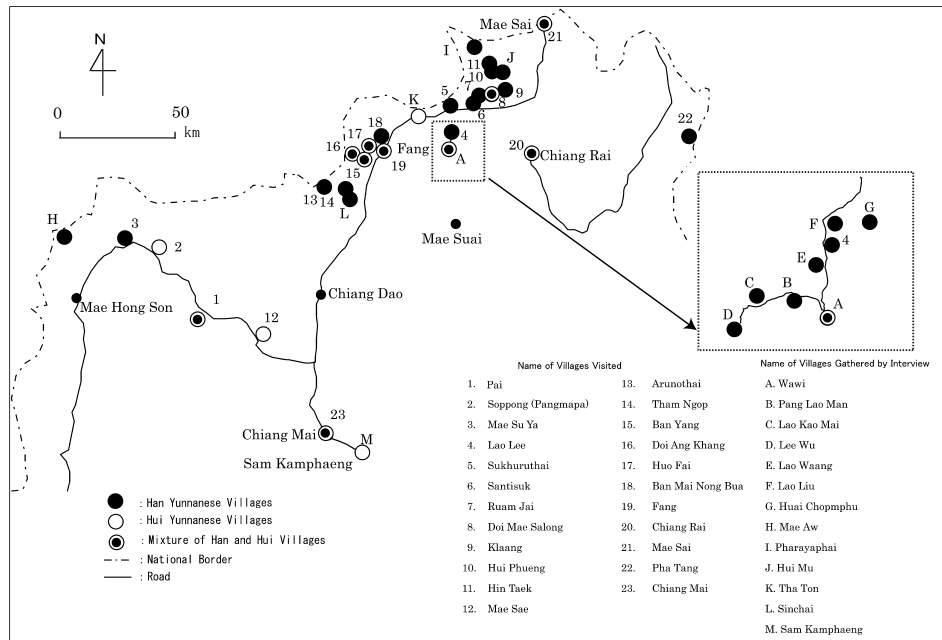 N
0 50
km
Mae Sai
21
I
11
J
10
7
5
9
8
6
K
4
A
22
17
18
16
Fang
19
20
Chiang Rai
15
13
14
L
H
3
2
Mae Suai
Mae Hong Son
1
Chiang Dao
12
23
Chiang Mai
M
Sam Kamphaeng
F
G
4
E
C
B
A
D
: Han Yunnanese Villages
: Hui Yunnanese Villages
: Mixture of Han and Hui Villages
: National Border
: Road
Name of Villages Visited
1. Pai
2. Soppong (Pangmapa)
3. Mae Su Ya
4. Lao Lee
5. Sukhuruthai
6. Santisuk
7. Ruam Jai
8. Doi Mae Salong
9. Klaang
10. Hui Phueng
11. Hin Taek
12. Mae Sae
13. Arunothai
14. Tham Ngop
15. Ban Yang
16. Doi Ang Khang
17. Huo Fai
18. Ban Mai Nong Bua
19. Fang
20. Chiang Rai
21. Mae Sai
22. Pha Tang
23. Chiang Mai
Name of Villages Gathered by Interview
A. Wawi
B. Pang Lao Man
C. Lao Kao Mai
D. Lee Wu
E. Lao Waang
F. Lao Liu
G. Huai Chopmphu
H. Mae Aw
I. Pharayaphai
J. Hui Mu
K. Tha Ton
L. Sinchai
M. Sam Kamphaeng